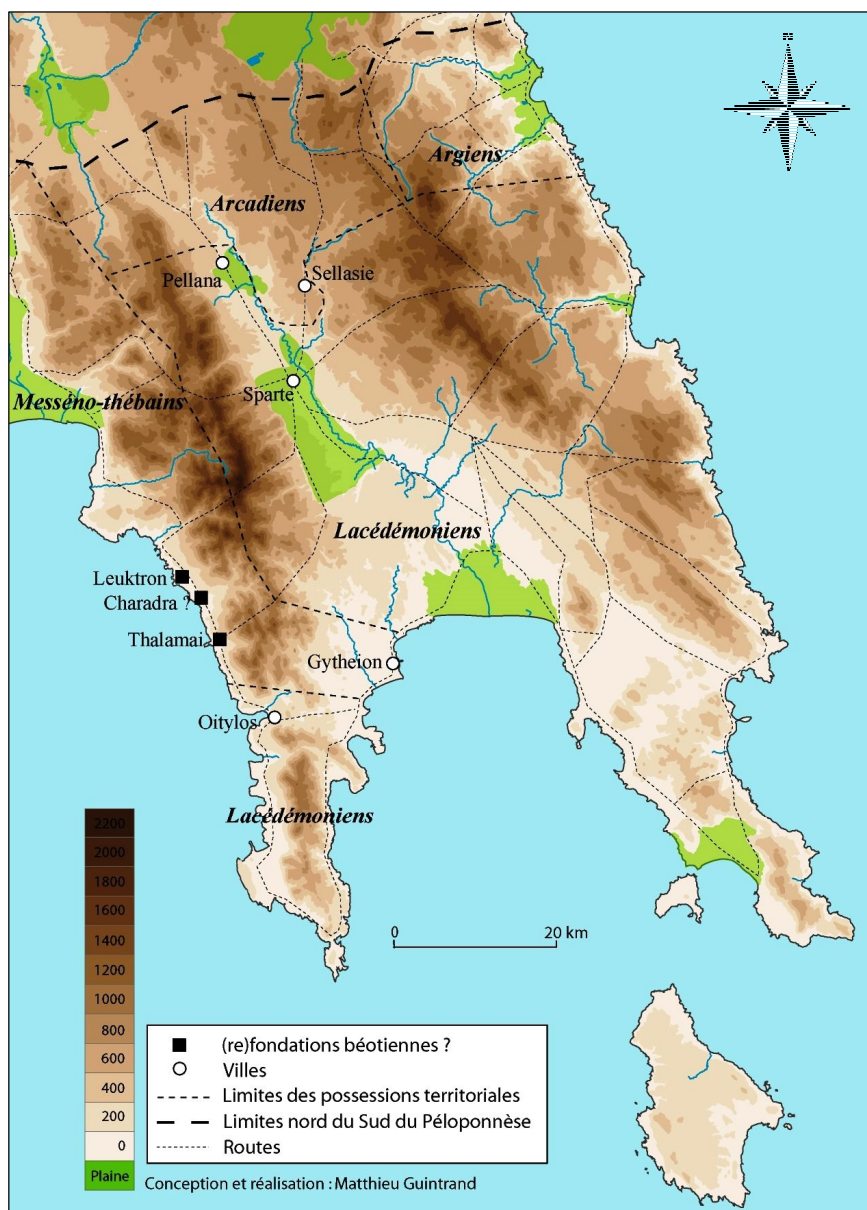 N
Argiens
Arcadiens
Pellana
Sellasie
Sparte
Messéno-thébains
Lacédémoniens
Leuktron
Charadra ?
Thalamai
Gytheion
Oitylos
Lacédémoniens
2200
2000
1800
1600
1400
1200
1000
800
600
400
200
0
Plaine
0 20 km
(re)fondations béotiennes ?
Villes
Limites des possessions territoriales
Limites nord du Sud du Péloponnèse
Routes
Conception et réalisation : Matthieu Guintrand